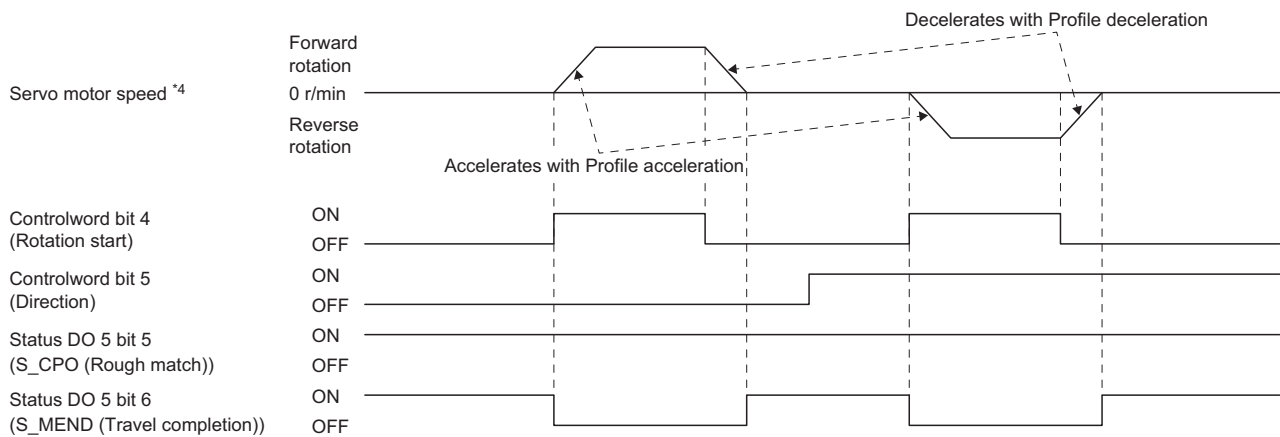 Decelerates with Profile deceleration
Forward
rotation
Servo motor speed *4
0 r/min
Reverse
rotation
Accelerates with Profile acceleration
Controlword bit 4
(Rotation start)
ON
OFF
Controlword bit 5
(Direction)
ON
OFF
Status DO 5 bit 5
(S_CPO (Rough match))
ON
OFF
Status DO 5 bit 6
(S_MEND (Travel completion))
ON
OFF